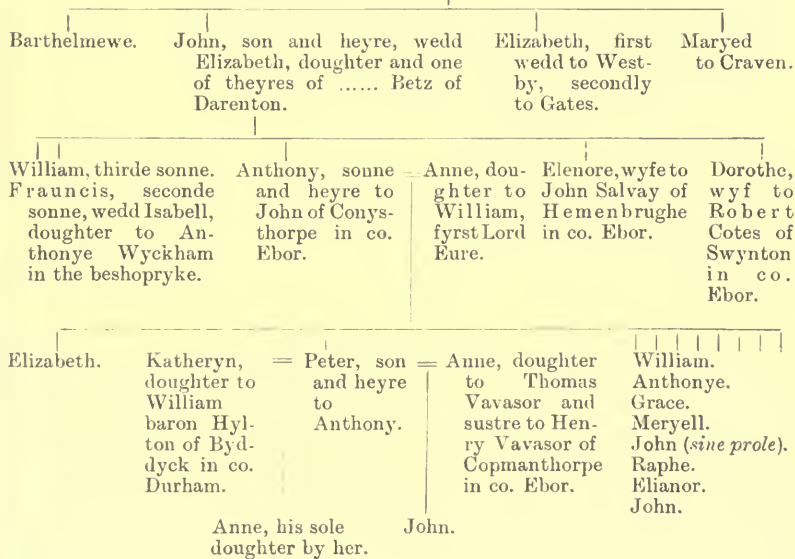 Barthelmewe.
John, son and heyre, wedd
Elizabeth, doughter and one
of theyres of ...... Betz of
Darenton.
Elizabeth, first
wedd to West-
by, secondly
to Gates.
Maryed
to Craven.
William, thirde sonne.
Frauncis, seconde
sonne, wedd Isabell,
doughter to An-
thonye Wyckham
in the beshopryke.
Anthony, sonne
and heyre to
John of Conys-
thorpe in co.
Ebor.
Anne, dou-
ghter to
William,
fyrst Lord
Eure.
Elenore, wyfe to
John Salvay of
Hemenbrughe
in co. Ebor.
Dorothe,
wyf to
Robert
Cotes of
Swynton
in co.
Ebor.
Elizabeth.
Katheryn,
doughter to
William
baron Hyl-
ton of Byd-
dyck in co.
Durham.
= Peter, son =
and heyre
to
Anthony.
Anne, doughter
to Thomas
Vavasor and
sustre to Hen-
ry Vavasor of
Copmanthorpe
in co. Ebor.
William.
Anthonye.
Grace.
Meryell.
John (sine prole).
Raphe.
Elianor.
John.
Anne, his sole
doughter by her.
John.